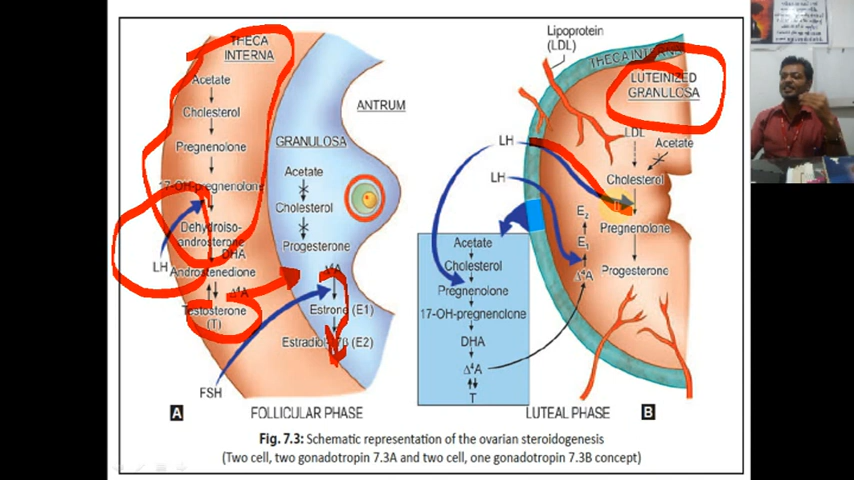 THECA
INTERNA
Acetate
Cholesterol
Pregnenolone
17-OH-pregnenolone
Dehydroiso-
androsterone
DHA
LH
Androstenedione
Δ⁴A
Testosterone
(T)
FSH
GRANULOSA
Acetate
Cholesterol
Progesterone
Δ⁴A
Estrone (E1)
Estradiol-17β (E2)
ANTRUM
A
FOLLICULAR PHASE
Lipoprotein
(LDL)
THECA INTERNA
LUTEINIZED
GRANULOSA
LDL
Acetate
LH
Cholesterol
LH
E₂
Pregnenolone
E₁
Δ⁴A
Progesterone
Acetate
Cholesterol
Pregnenolone
17-OH-pregnenolone
DHA
Δ⁴A
T
LUTEAL PHASE
B
Fig. 7.3: Schematic representation of the ovarian steroidogenesis
(Two cell, two gonadotropin 7.3A and two cell, one gonadotropin 7.3B concept)